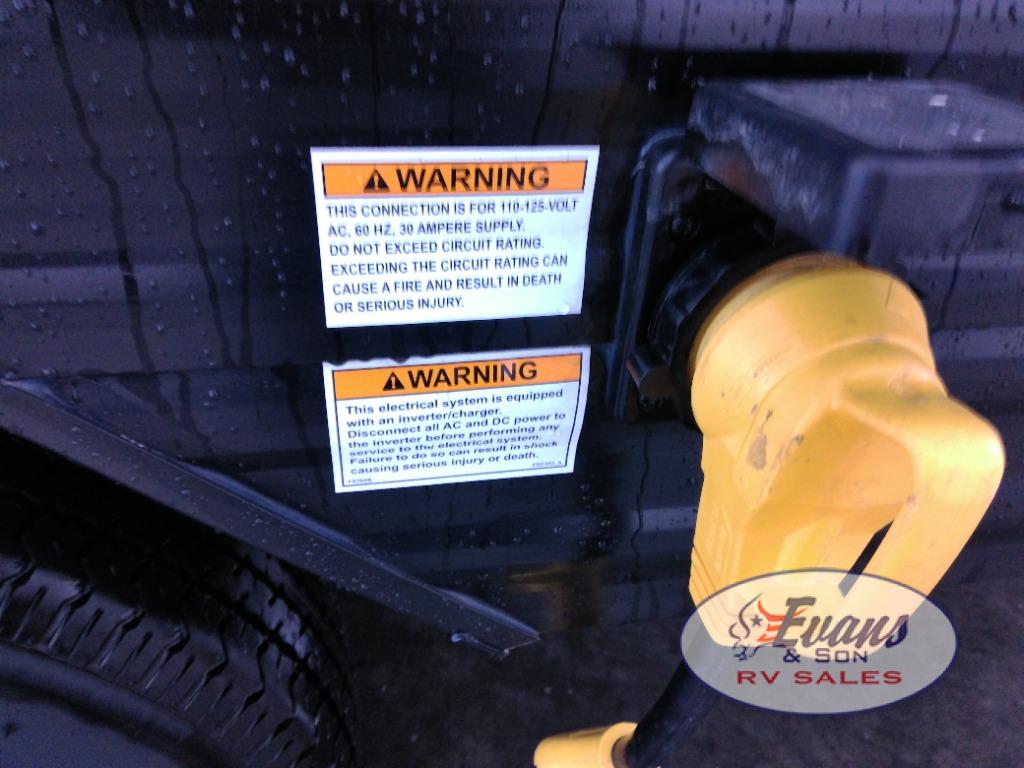 WARNING
THIS CONNECTION IS FOR 110-125-VOLT
AC, 60 HZ, 30 AMPERE SUPPLY.
DO NOT EXCEED CIRCUIT RATING.
EXCEEDING THE CIRCUIT RATING CAN
CAUSE A FIRE AND RESULT IN DEATH
OR SERIOUS INJURY.
WARNING
This electrical system is equipped
with an inverter/charger.
Disconnect all AC and DC power to
the inverter before performing any
service to the electrical system.
Failure to do so can result in shock
causing serious injury or death.
Evans
& SON
RV SALES